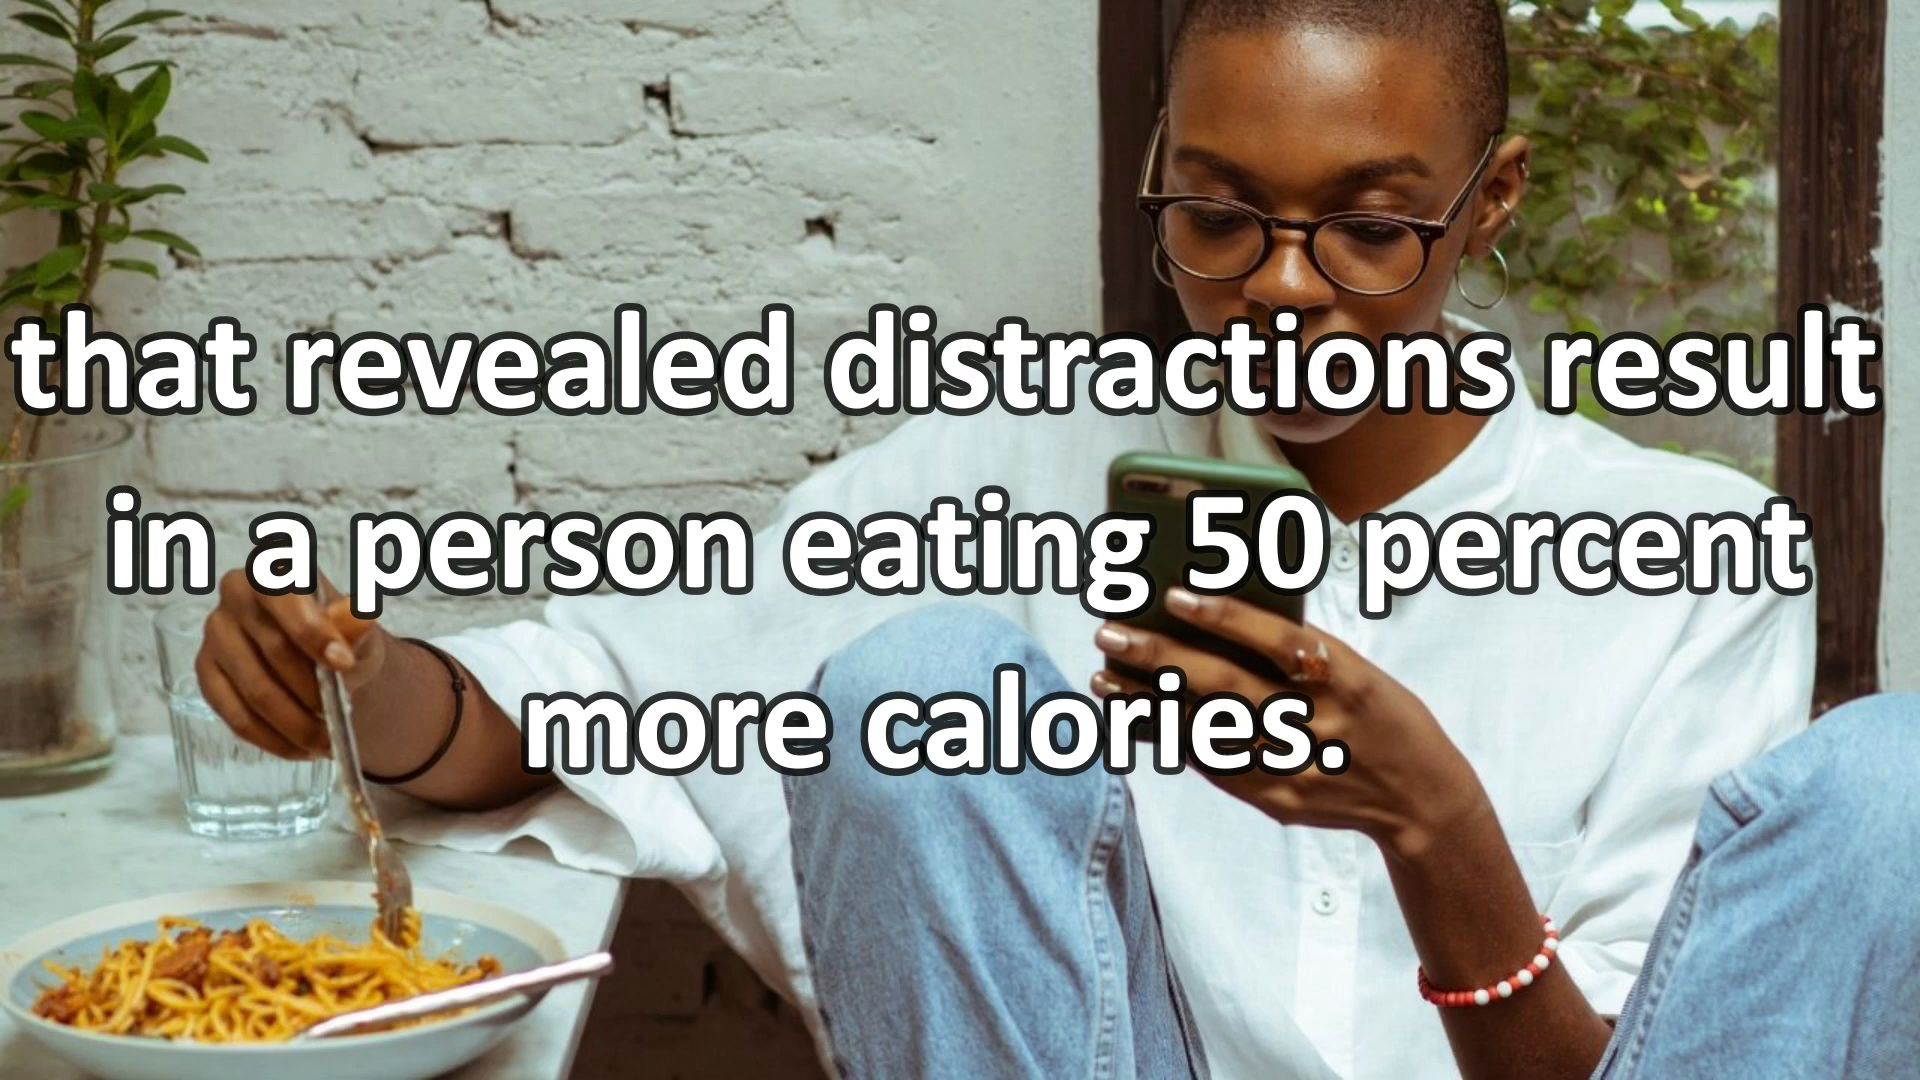 that revealed distractions result
in a person eating 50 percent
more calories.